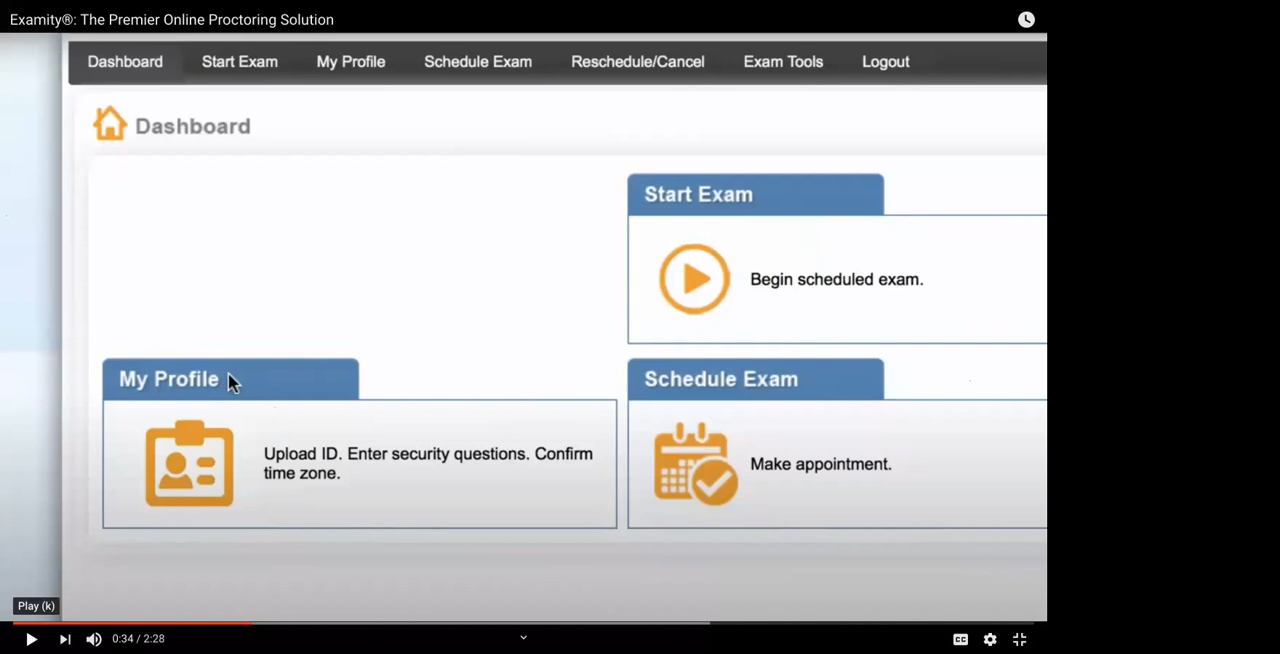 Examity®: The Premier Online Proctoring Solution
Dashboard Start Exam My Profile Schedule Exam Reschedule/Cancel Exam Tools Logout
Dashboard
Start Exam
Begin scheduled exam.
My Profile
Upload ID. Enter security questions. Confirm
time zone.
Schedule Exam
Make appointment.
Play (k)
0:34 / 2:28
CC